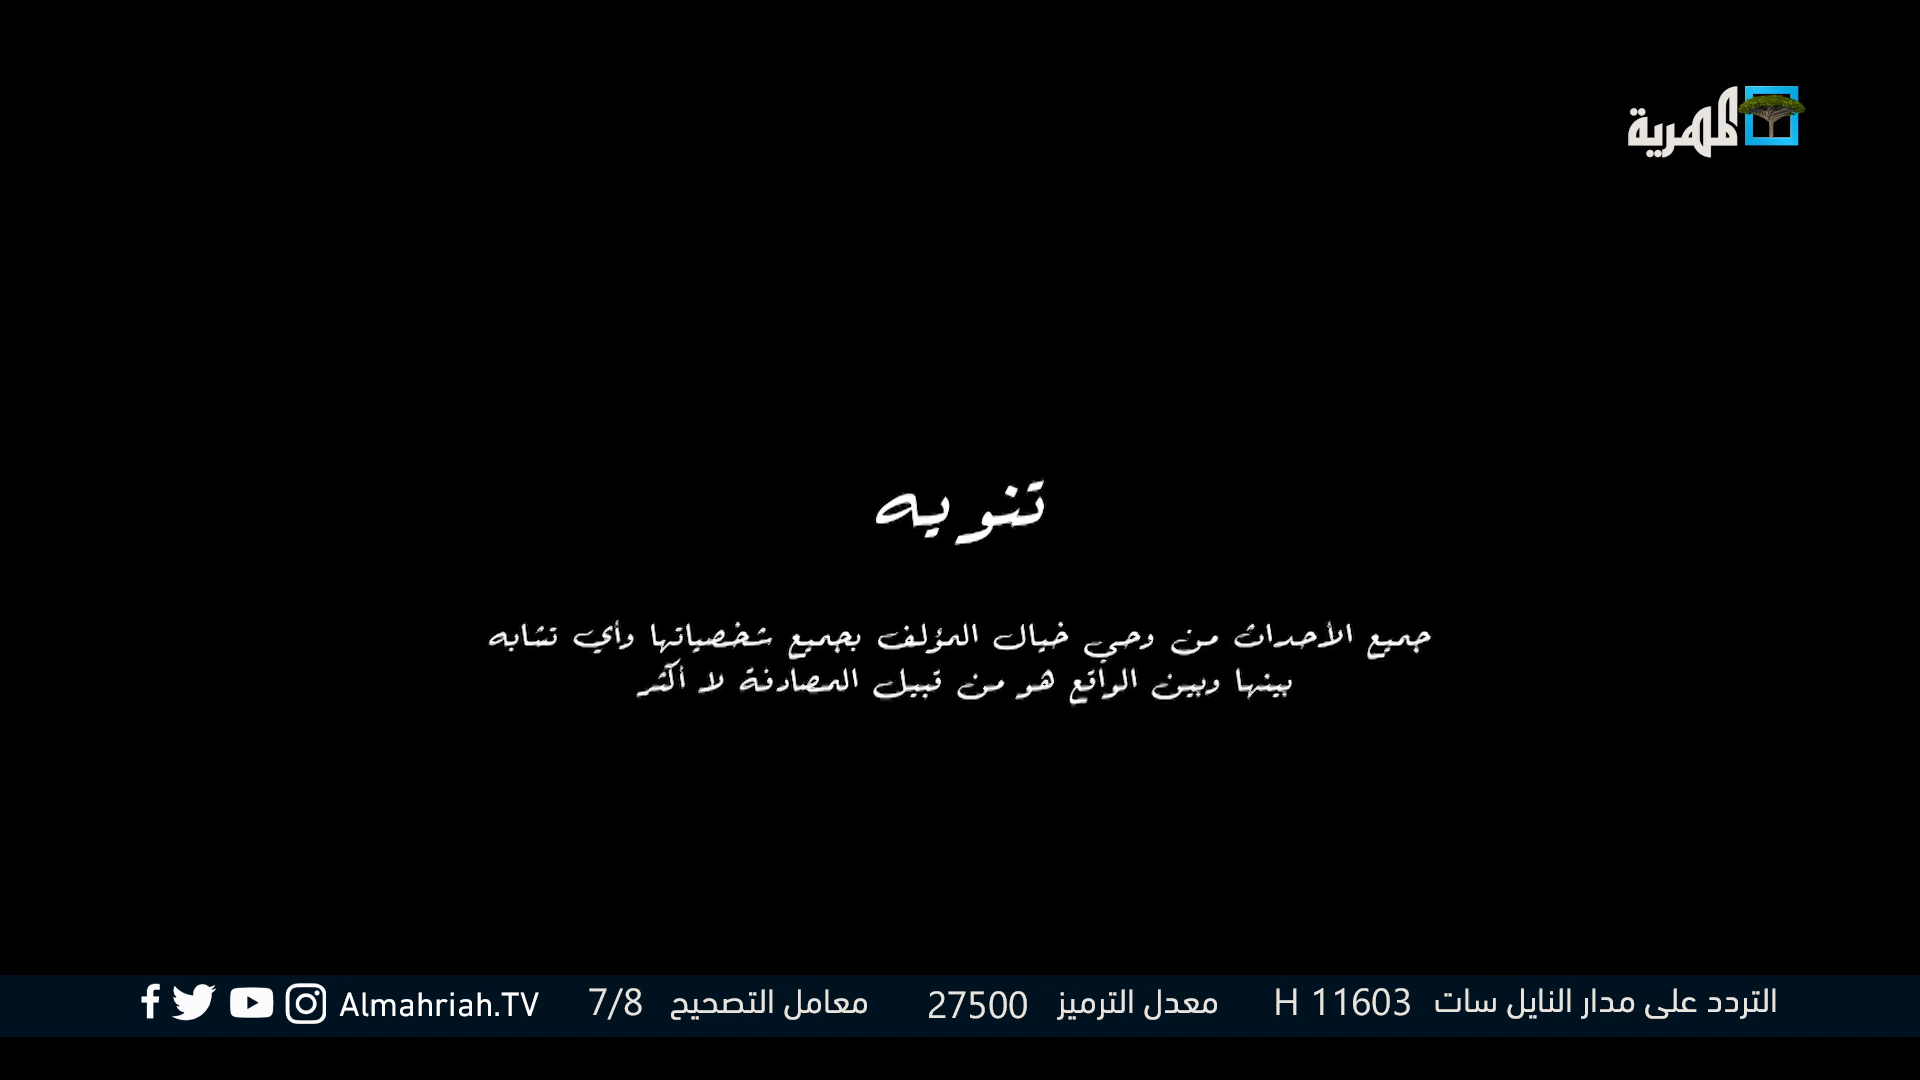 المهرية
تنويه
جميع الأحداث من وحي خيال المؤلف بجميع شخصياتها وأي تشابه
بينها وبين الواقع هو من قبيل المصادفة لا أكثر
التردد على مدار النايل سات 11603 H معدل الترميز 27500 معامل التصحيح 7/8 Almahriah.TV